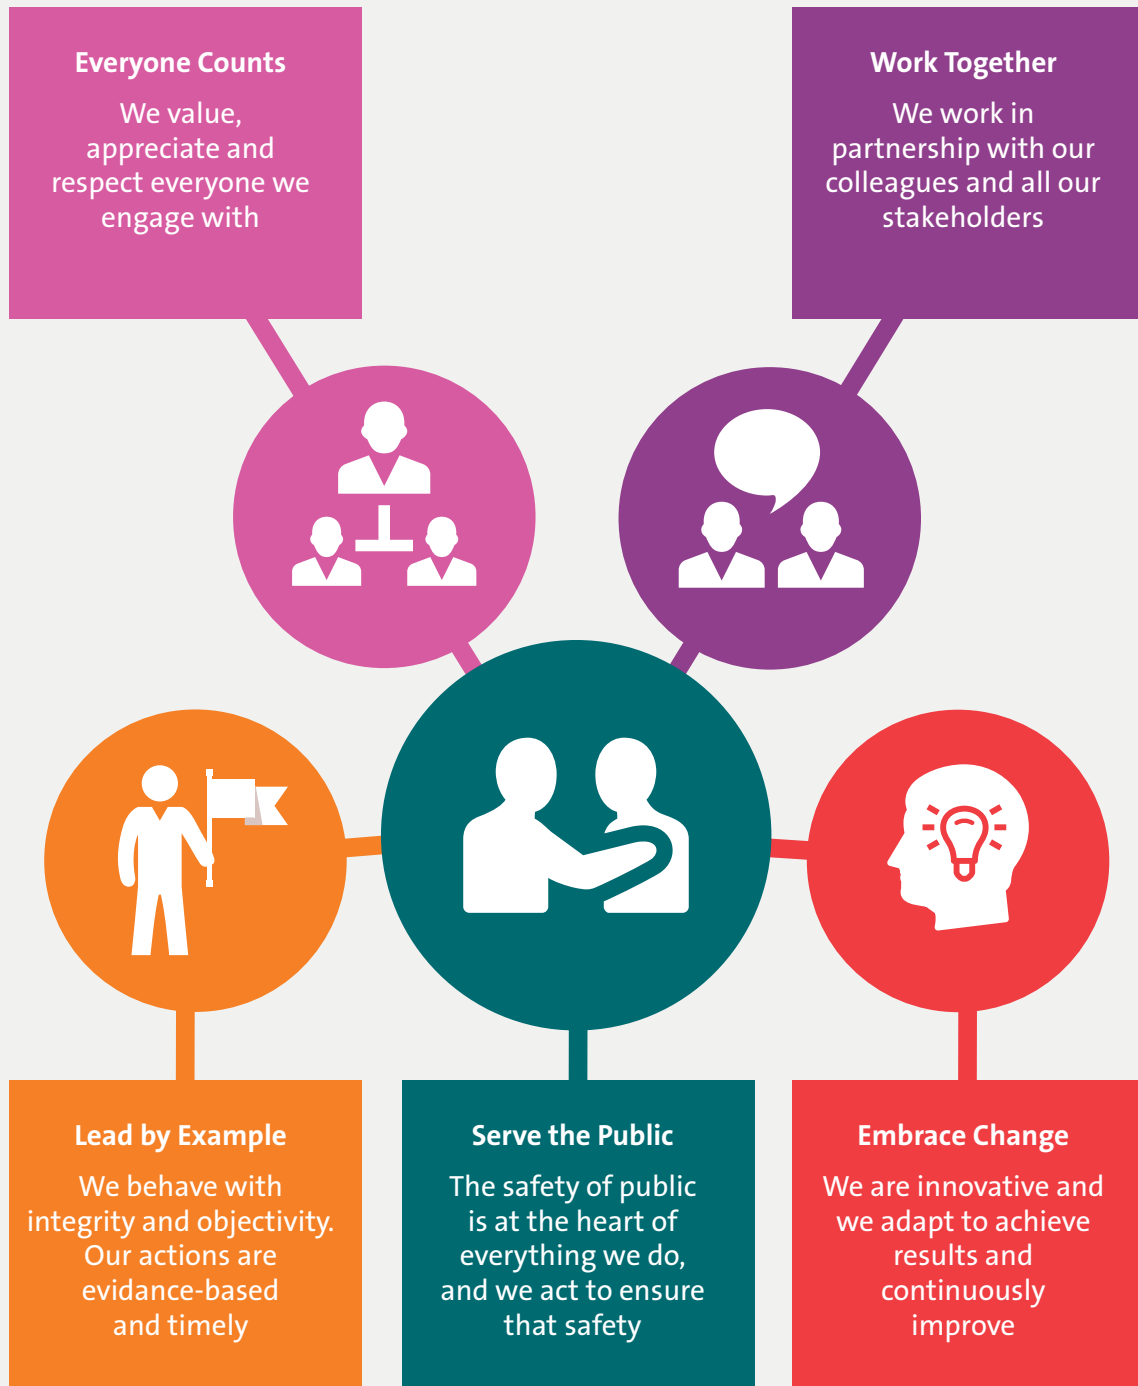 Everyone Counts
We value,
appreciate and
respect everyone we
engage with
Work Together
We work in
partnership with our
colleagues and all our
stakeholders
Lead by Example
We behave with
integrity and objectivity.
Our actions are
evidance-based
and timely
Serve the Public
The safety of public
is at the heart of
everything we do,
and we act to ensure
that safety
Embrace Change
We are innovative and
we adapt to achieve
results and
continuously
improve